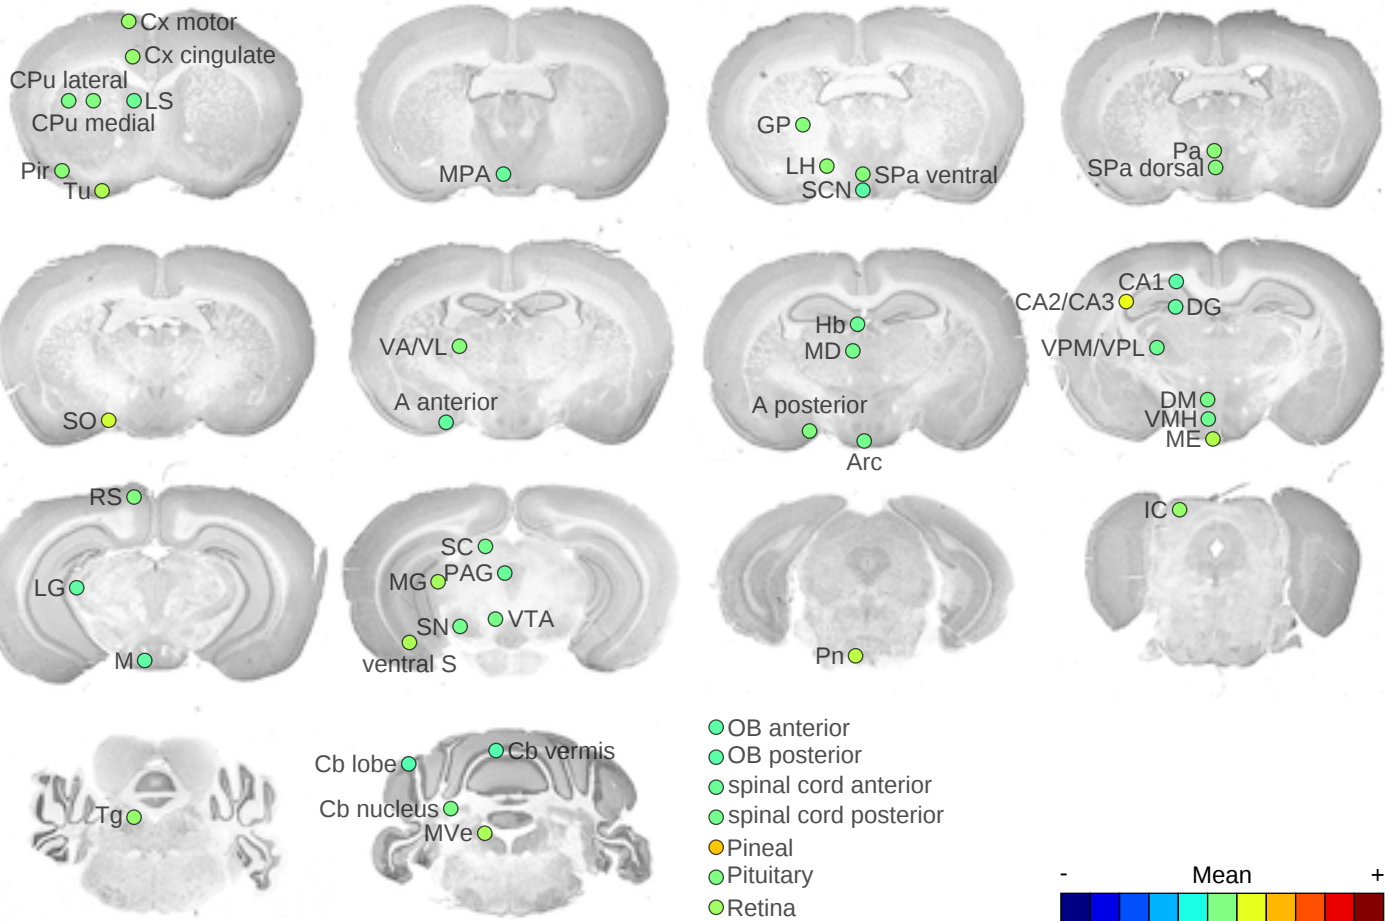 Cx motor
Cx cingulate
CPu lateral
LS
CPu medial
Pir
Tu
MPA
GP
LH
SPa ventral
SCN
Pa
SPa dorsal
SO
VA/VL
A anterior
Hb
MD
A posterior
Arc
CA1
CA2/CA3
DG
VPM/VPL
DM
VMH
ME
RS
LG
M
SC
PAG
MG
VTA
SN
ventral S
Pn
IC
Tg
Cb vermis
Cb lobe
Cb nucleus
MVe
OB anterior
OB posterior
spinal cord anterior
spinal cord posterior
Pineal
Pituitary
Retina
- Mean +